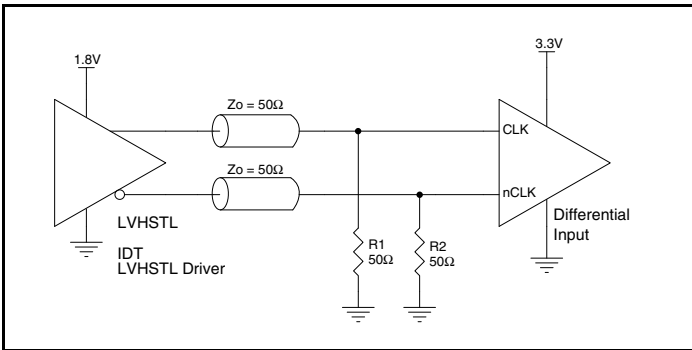 1.8V
3.3V
Zo = 50Ω
CLK
Zo = 50Ω
nCLK
LVHSTL
IDT
LVHSTL Driver
R1
50Ω
R2
50Ω
Differential
Input